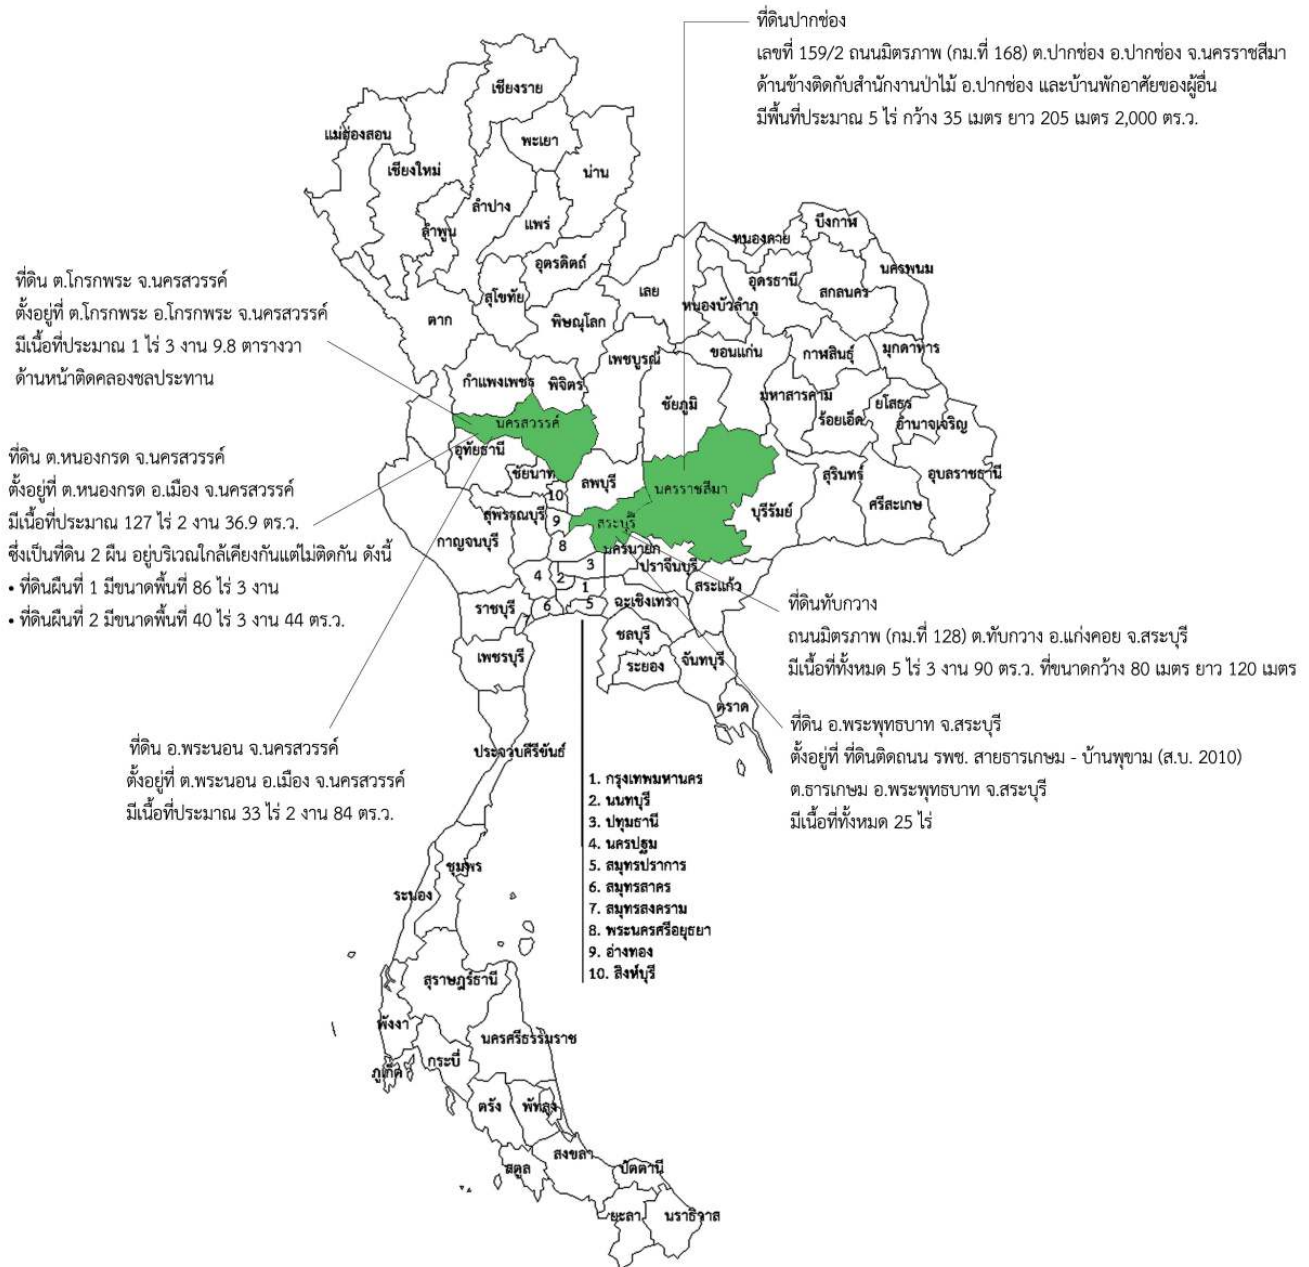 ที่ดินปากช่อง
เลขที่ 159/2 ถนนมิตรภาพ (กม.ที่ 168) ต.ปากช่อง อ.ปากช่อง จ.นครราชสีมา
ด้านข้างติดกับสำนักงานป่าไม้ อ.ปากช่อง และบ้านพักอาศัยของผู้อื่น
มีพื้นที่ประมาณ 5 ไร่ กว้าง 35 เมตร ยาว 205 เมตร 2,000 ตร.ว.
เชียงราย
แม่ฮ่องสอน
พะเยา
เชียงใหม่
น่าน
ลำปาง
แพร่
ลำพูน
บึงกาฬ
หนองคาย
อุตรดิตถ์
นครพนม
อุดรธานี
เลย
สกลนคร
สุโขทัย
หนองบัวลำภู
ตาก
พิษณุโลก
ที่ดิน ต.โกรกพระ จ.นครสวรรค์
ตั้งอยู่ที่ ต.โกรกพระ อ.โกรกพระ จ.นครสวรรค์
มีเนื้อที่ประมาณ 1 ไร่ 3 งาน 9.8 ตารางวา
ด้านหน้าติดคลองชลประทาน
เพชบูรณ์
ขอนแก่น
กาฬสินธุ์
มุกดาหาร
กำแพงเพชร
พิจิตร
มหาสารคาม
ชัยภูมิ
ยโสธร
ร้อยเอ็ด
อำนาจเจริญ
นครสวรรค์
อุทัยธานี
ชัยนาท
ลพบุรี
10
อุบลราชธานี
สุรินทร์
นครราชสีมา
ศรีสะเกษ
บุรีรัมย์
สุพรรณบุรี
9
สระบุรี
กาญจนบุรี
8
นครนายก
3
ปราจีนบุรี
4
2
1
สระแก้ว
ราชบุรี
6
5
7
ฉะเชิงเทรา
ชลบุรี
เพชรบุรี
ระยอง
จันทบุรี
ตราด
ประจวบคีรีขันธ์
ที่ดิน ต.หนองกรด จ.นครสวรรค์
ตั้งอยู่ที่ ต.หนองกรด อ.เมือง จ.นครสวรรค์
มีเนื้อที่ประมาณ 127 ไร่ 2 งาน 36.9 ตร.ว.
ซึ่งเป็นที่ดิน 2 ผืน อยู่บริเวณใกล้เคียงกันแต่ไม่ติดกัน ดังนี้
• ที่ดินผืนที่ 1 มีขนาดพื้นที่ 86 ไร่ 3 งาน
• ที่ดินผืนที่ 2 มีขนาดพื้นที่ 40 ไร่ 3 งาน 44 ตร.ว.
ที่ดินทับกวาง
ถนนมิตรภาพ (กม.ที่ 128) ต.ทับกวาง อ.แก่งคอย จ.สระบุรี
มีเนื้อที่ทั้งหมด 5 ไร่ 3 งาน 90 ตร.ว. ที่ขนาดกว้าง 80 เมตร ยาว 120 เมตร
ที่ดิน อ.พระพุทธบาท จ.สระบุรี
ตั้งอยู่ที่ ที่ดินติดถนน รพช. สายธารเกษม - บ้านพุขาม (ส.บ. 2010)
ต.ธารเกษม อ.พระพุทธบาท จ.สระบุรี
มีเนื้อที่ทั้งหมด 25 ไร่
ที่ดิน อ.พระนอน จ.นครสวรรค์
ตั้งอยู่ที่ ต.พระนอน อ.เมือง จ.นครสวรรค์
มีเนื้อที่ประมาณ 33 ไร่ 2 งาน 84 ตร.ว.
1. กรุงเทพมหานคร
2. นนทบุรี
3. ปทุมธานี
4. นครปฐม
5. สมุทรปราการ
6. สมุทรสาคร
7. สมุทรสงคราม
8. พระนครศรีอยุธยา
9. อ่างทอง
10. สิงห์บุรี
ชุมพร
ระนอง
สุราษฎร์ธานี
พังงา
นครศรีธรรมราช
กระบี่
ภูเก็ต
ตรัง
พัทลุง
สงขลา
สตูล
ปัตตานี
ยะลา
นราธิวาส